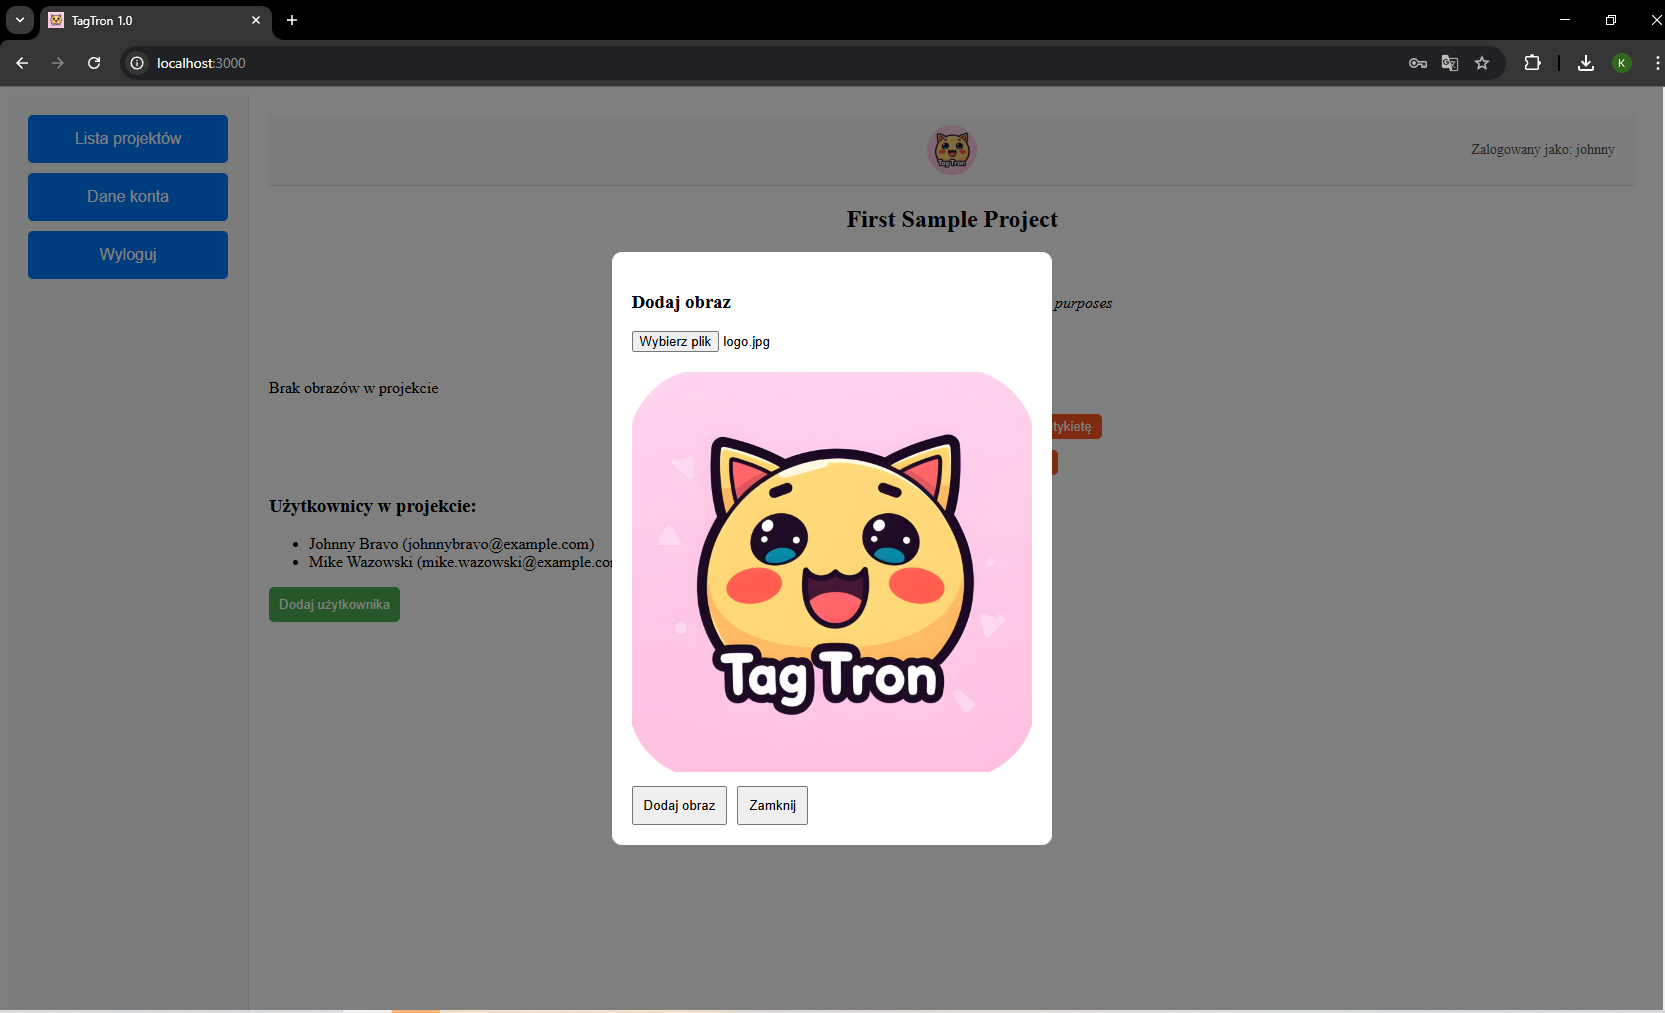 TagTron 1.0
localhost:3000
K
Lista projektów
Dane konta
Wyloguj
TagTron
Zalogowany jako: johnny
First Sample Project
purposes
Dodaj obraz
Wybierz plik logo.jpg
Brak obrazów w projekcie
tykietę
Użytkownicy w projekcie:
Johnny Bravo (johnnybravo@example.com)
Mike Wazowski (mike.wazowski@example.co
Dodaj użytkownika
Tag Tron
Dodaj obraz
Zamknij